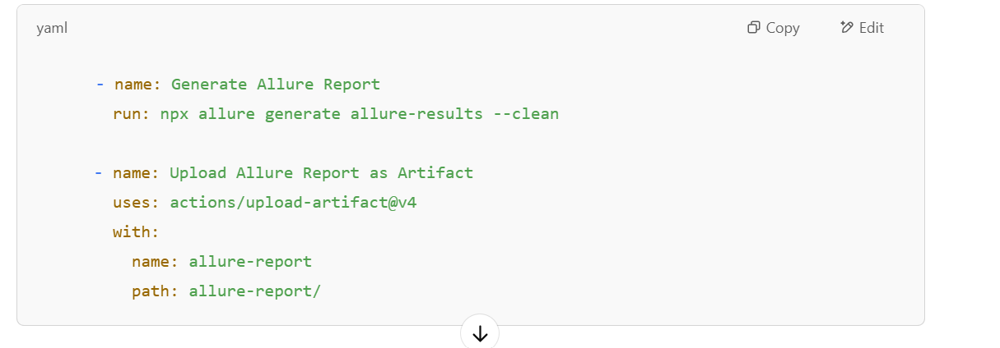 yaml
Copy
Edit
- name: Generate Allure Report
run: npx allure generate allure-results --clean
- name: Upload Allure Report as Artifact
uses: actions/upload-artifact@v4
with:
name: allure-report
path: allure-report/